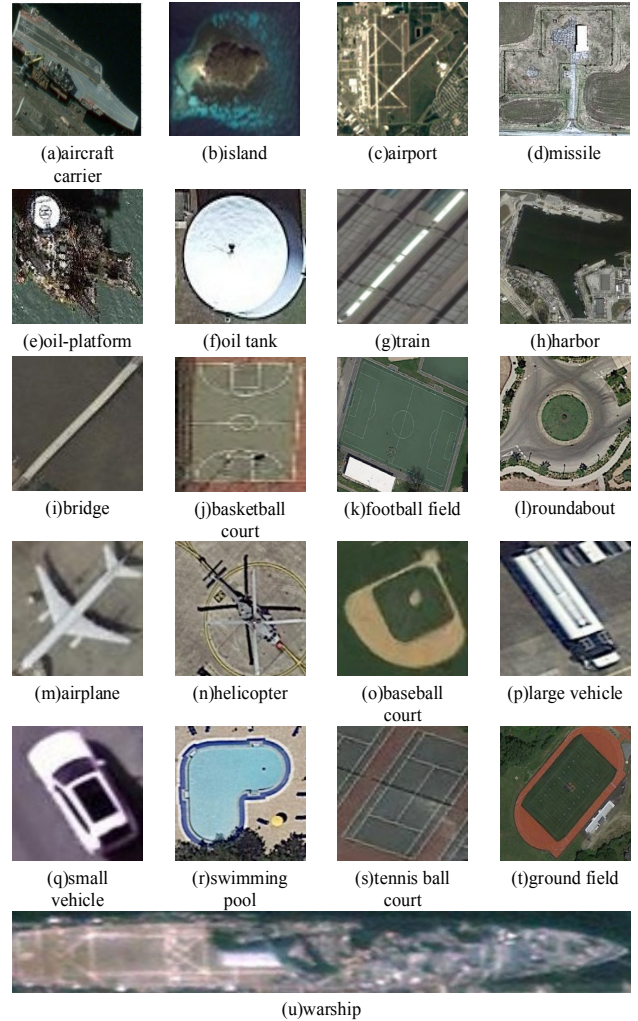 (a)aircraft
carrier
(b)island
(c)airport
(d)missile
(e)oil-platform
(f)oil tank
(g)train
(h)harbor
(i)bridge
(j)basketball
court
(k)football field
(l)roundabout
(m)airplane
(n)helicopter
(o)baseball
court
(p)large vehicle
(q)small
vehicle
(r)swimming
pool
(s)tennis ball
court
(t)ground field
(u)warship